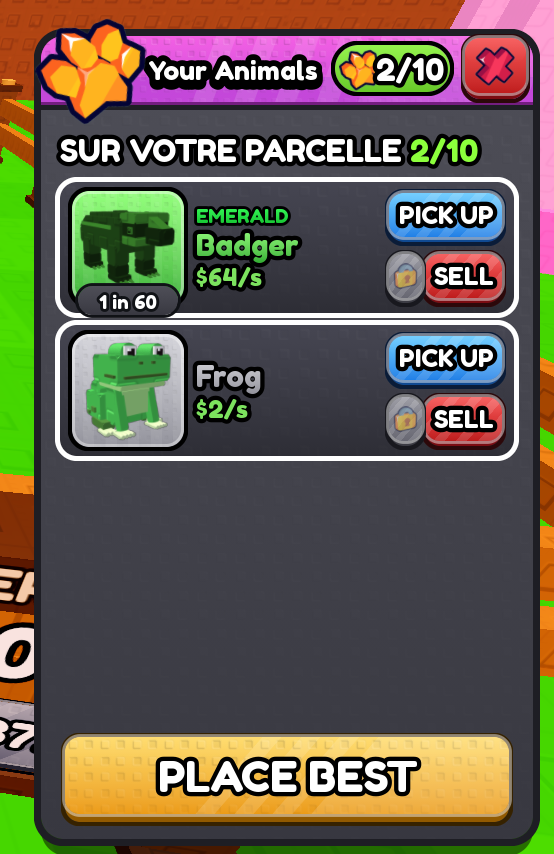 Your Animals 2/10
SUR VOTRE PARCELLE 2/10
EMERALD
Badger
$64/s
1 in 60
PICK UP
SELL
Frog
$2/s
PICK UP
SELL
PLACE BEST